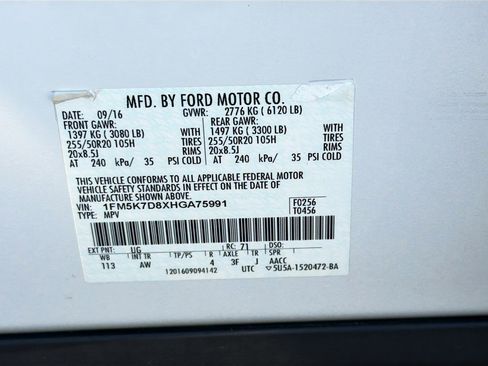 MFD. BY FORD MOTOR CO.
DATE: 09/16 GVWR: 2776 KG ( 6120 LB)
FRONT GAWR: REAR GAWR:
1397 KG ( 3080 LB) WITH 1497 KG ( 3300 LB) WITH
255/50R20 105H TIRES 255/50R20 105H TIRES
20x8.5J RIMS 20x8.5J RIMS
AT 240 kPa/ 35 PSI COLD AT 240 kPa/ 35 PSI COLD
THIS VEHICLE CONFORMS TO ALL APPLICABLE FEDERAL MOTOR
VEHICLE SAFETY STANDARDS IN EFFECT ON THE DATE OF
MANUFACTURE SHOWN ABOVE.
VIN: 1FM5K7D8XHGA75991 F0256
TYPE: MPV T0456
EXT PNT: UG RC: 71 DSO:
WB INT TR TP/PS R AXLE TR SPR
113 AW 4 3F J AACC
1201609094142 UTC 5U5A-1520472-BA